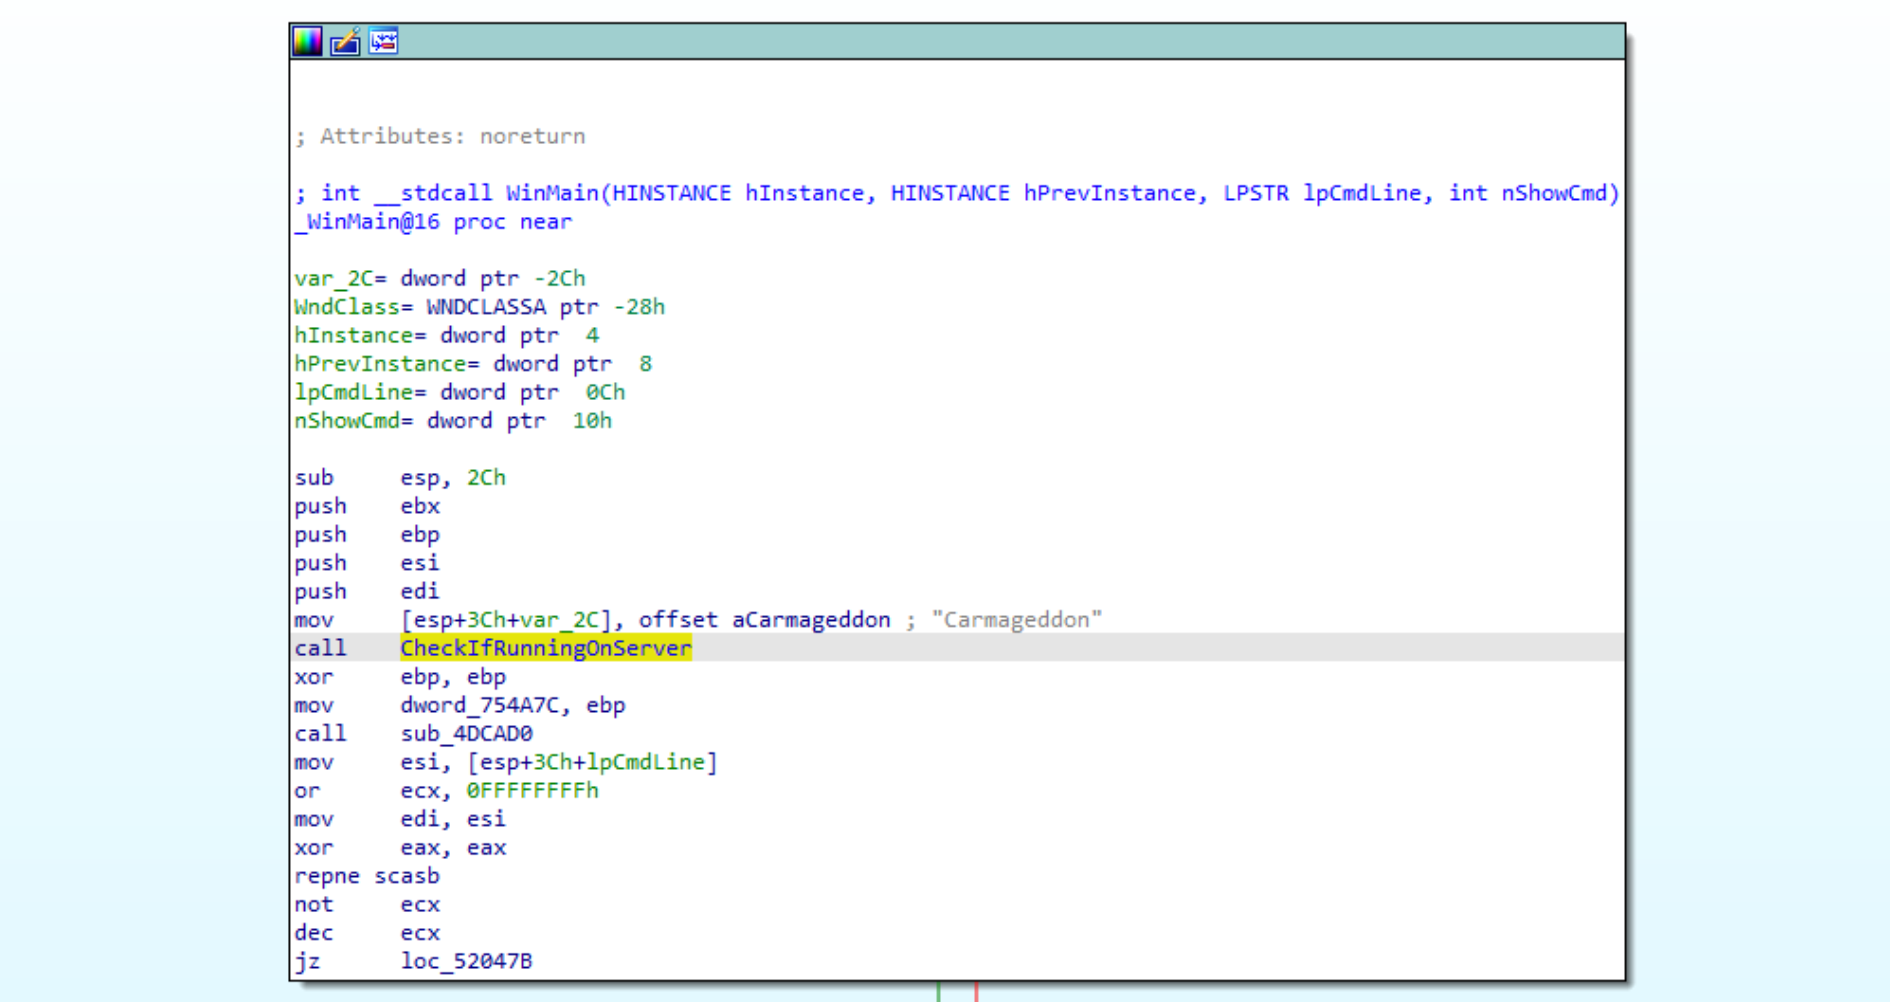 ; Attributes: noreturn
; int __stdcall WinMain(HINSTANCE hInstance, HINSTANCE hPrevInstance, LPSTR lpCmdLine, int nShowCmd)
_WinMain@16 proc near
var_2C= dword ptr -2Ch
WndClass= WNDCLASSA ptr -28h
hInstance= dword ptr  4
hPrevInstance= dword ptr  8
lpCmdLine= dword ptr  0Ch
nShowCmd= dword ptr  10h
sub     esp, 2Ch
push    ebx
push    ebp
push    esi
push    edi
mov     [esp+3Ch+var_2C], offset aCarmageddon ; "Carmageddon"
call    CheckIfRunningOnServer
xor     ebp, ebp
mov     dword_754A7C, ebp
call    sub_4DCAD0
mov     esi, [esp+3Ch+lpCmdLine]
or      ecx, 0FFFFFFFFh
mov     edi, esi
xor     eax, eax
repne scasb
not     ecx
dec     ecx
jz      loc_52047B